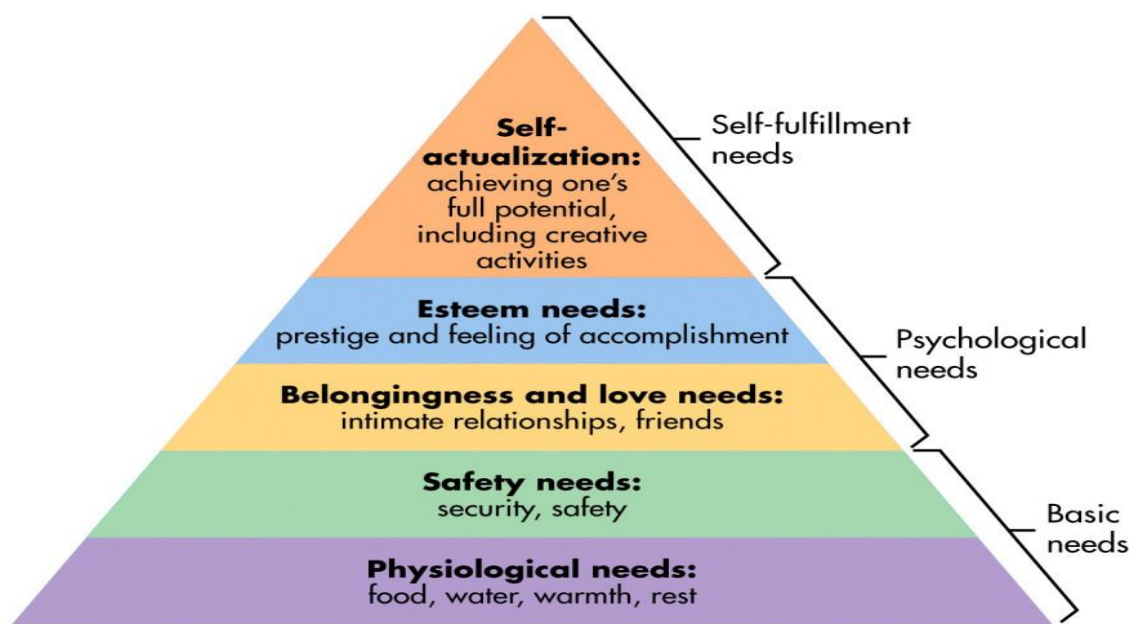 Self-
actualization:
achieving one's
full potential,
including creative
activities
Self-fulfillment
needs
Esteem needs:
prestige and feeling of accomplishment
Psychological
needs
Belongingness and love needs:
intimate relationships, friends
Safety needs:
security, safety
Basic
needs
Physiological needs:
food, water, warmth, rest